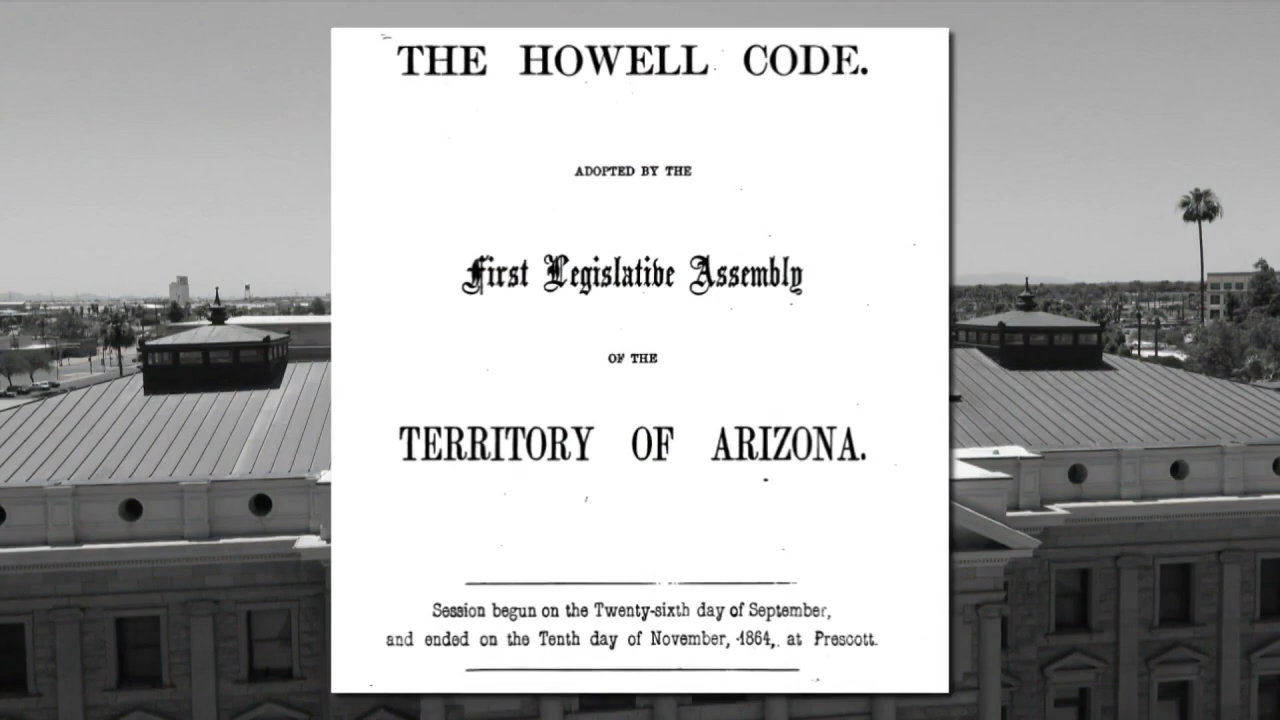 THE HOWELL CODE.
ADOPTED BY THE
First Legislative Assembly
OF THE
TERRITORY OF ARIZONA.
Session begun on the Twenty-sixth day of September,
and ended on the Tenth day of November, 1864, at Prescott.